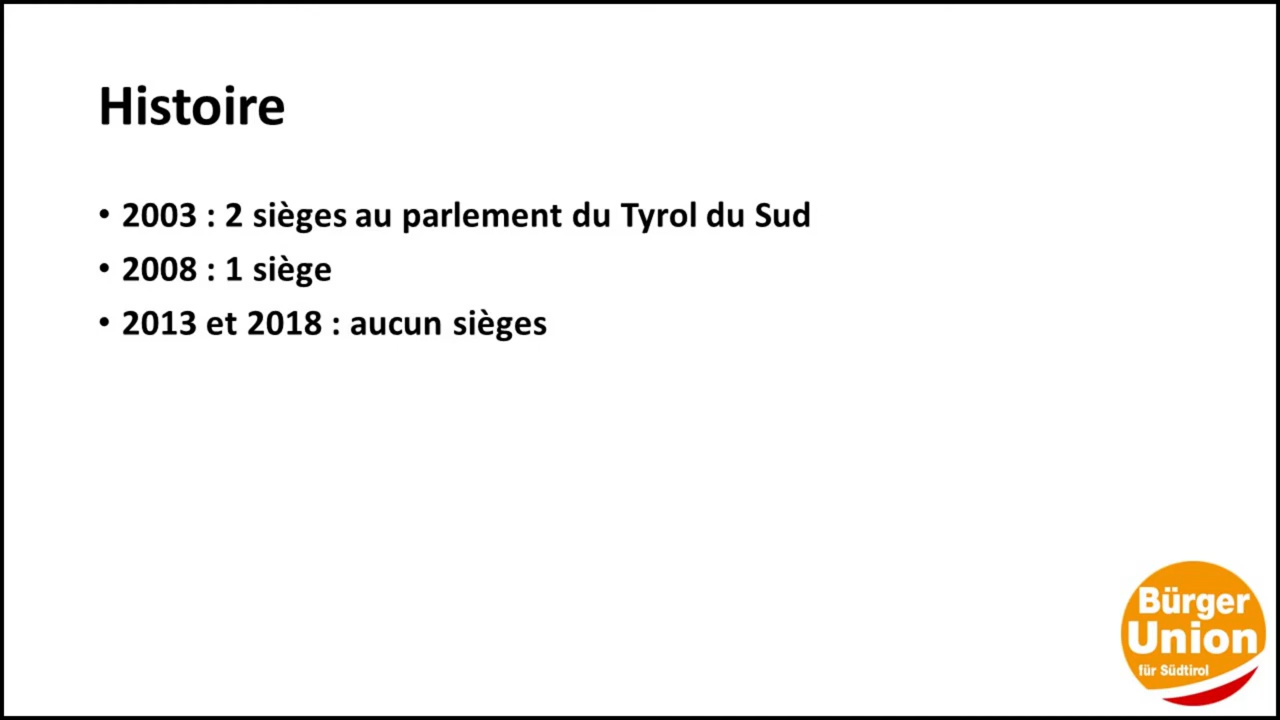 Histoire
• 2003 : 2 sièges au parlement du Tyrol du Sud
• 2008 : 1 siège
• 2013 et 2018 : aucun sièges
Bürger
Union
für Südtirol